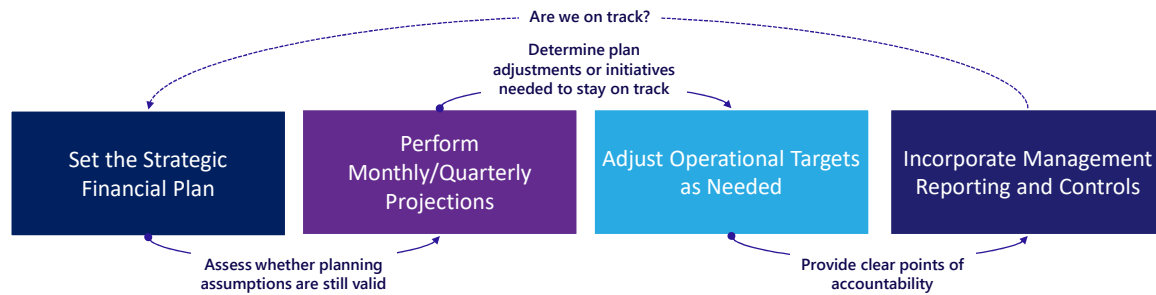 Are we on track?
Determine plan
adjustments or initiatives
needed to stay on track
Set the Strategic
Financial Plan
Perform
Monthly/Quarterly
Projections
Adjust Operational Targets
as Needed
Incorporate Management
Reporting and Controls
Assess whether planning
assumptions are still valid
Provide clear points of
accountability